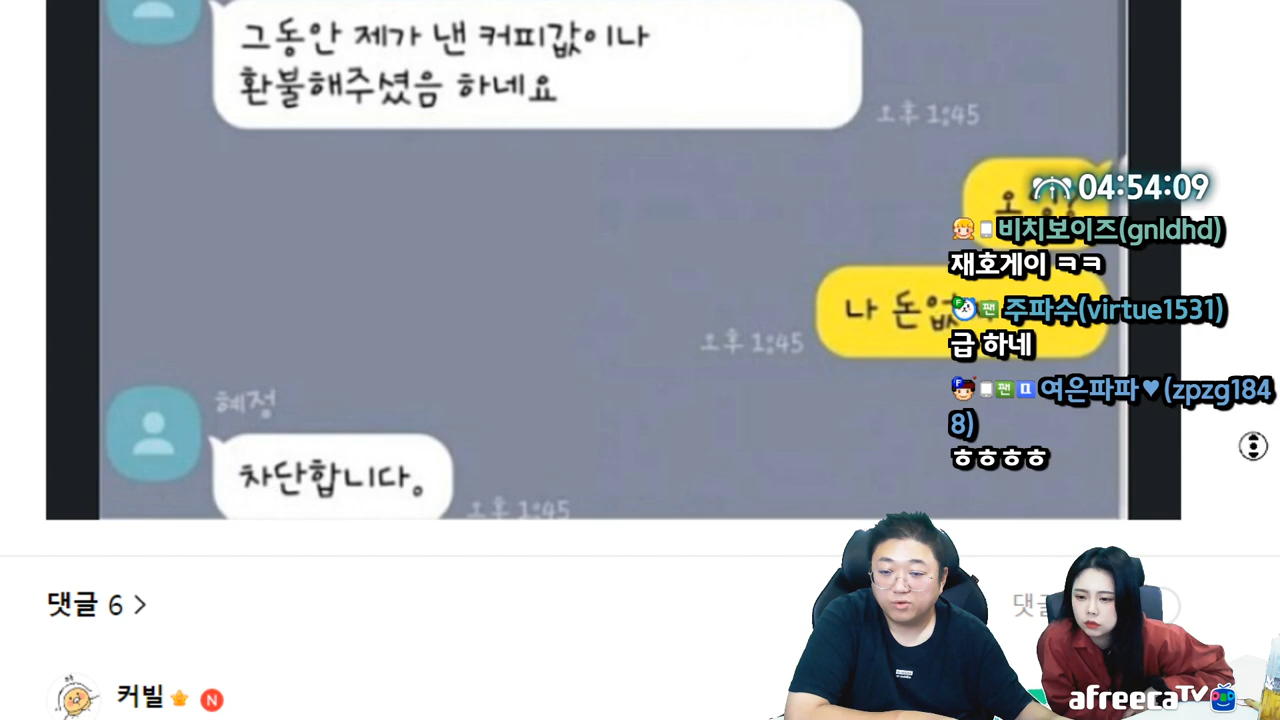 그동안 제가 낸 커피값이나
환불해주셨음 하네요
오후 1:45
04:54:09
비치보이즈(gnldhd)
재호게이 ㅋㅋ
팬 주파수(virtue1531)
나 돈없
급 하네
오후 1:45
팬 여은파파♥(zpzg184
8)
혜정
ㅎㅎㅎㅎ
차단합니다.
오후 1:45
댓글 6 >
커빌 N
afreecaTV